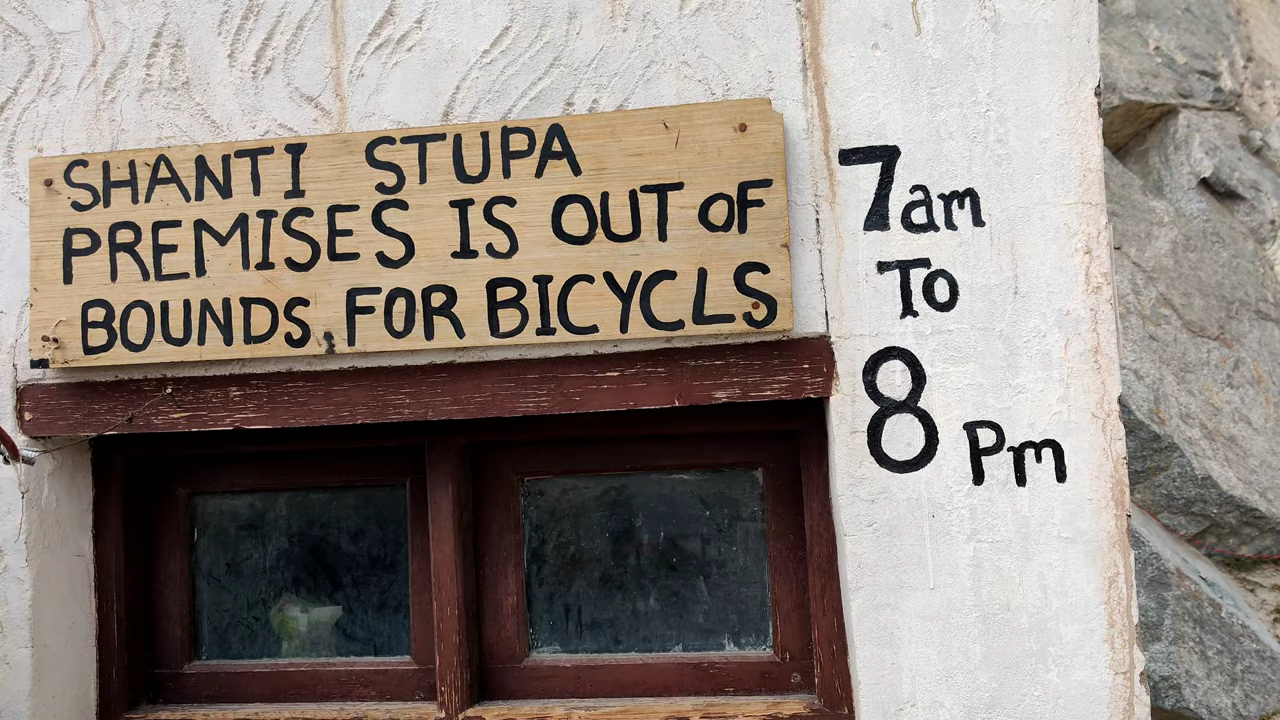 SHANTI STUPA
PREMISES IS OUT OF
BOUNDS FOR BICYCLS
7am
To
8 Pm